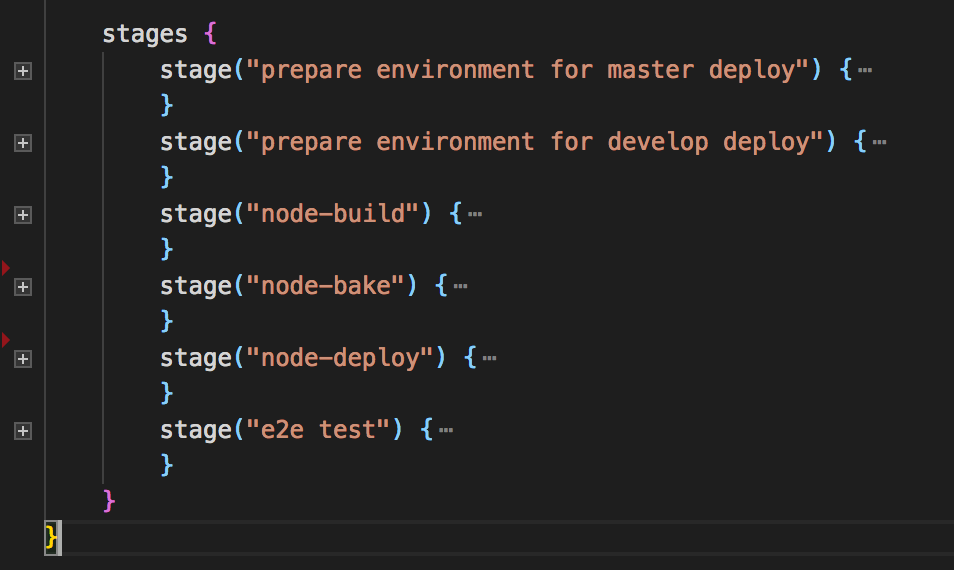 stages {
stage("prepare environment for master deploy") {…
}
stage("prepare environment for develop deploy") {…
}
stage("node-build") {…
}
stage("node-bake") {…
}
stage("node-deploy") {…
}
stage("e2e test") {…
}
}
}